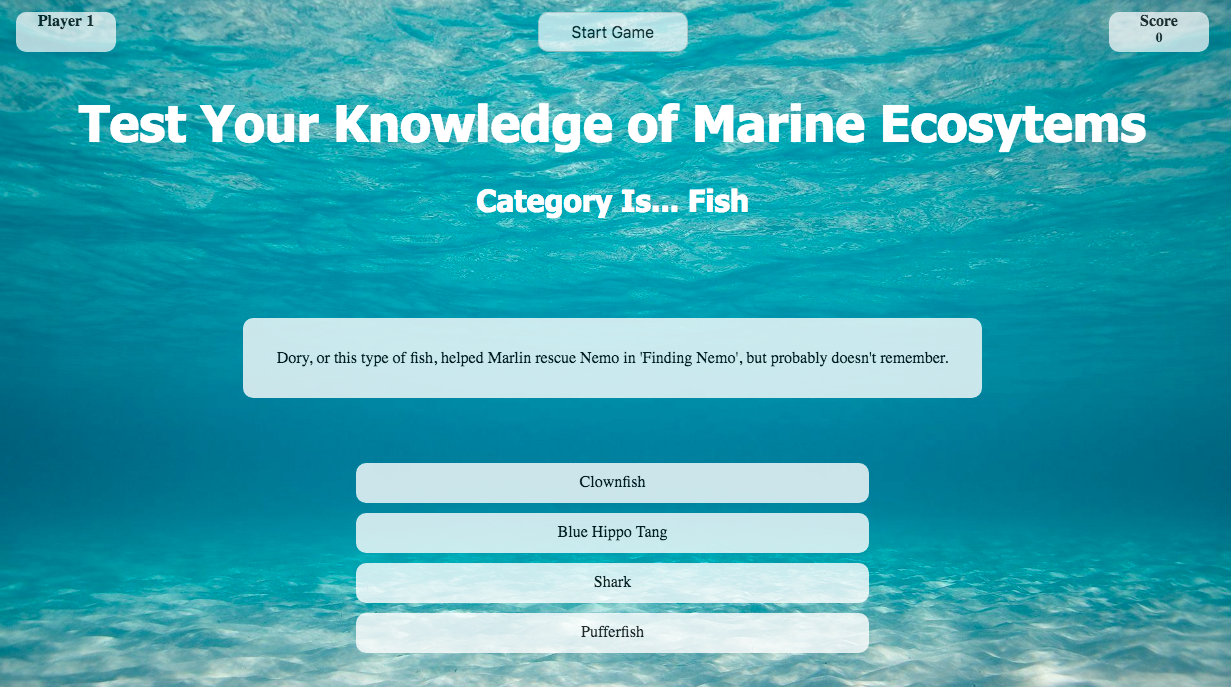 Player 1
Start Game
Score
0
Test Your Knowledge of Marine Ecosytems
Category Is... Fish
Dory, or this type of fish, helped Marlin rescue Nemo in 'Finding Nemo', but probably doesn't remember.
Clownfish
Blue Hippo Tang
Shark
Pufferfish